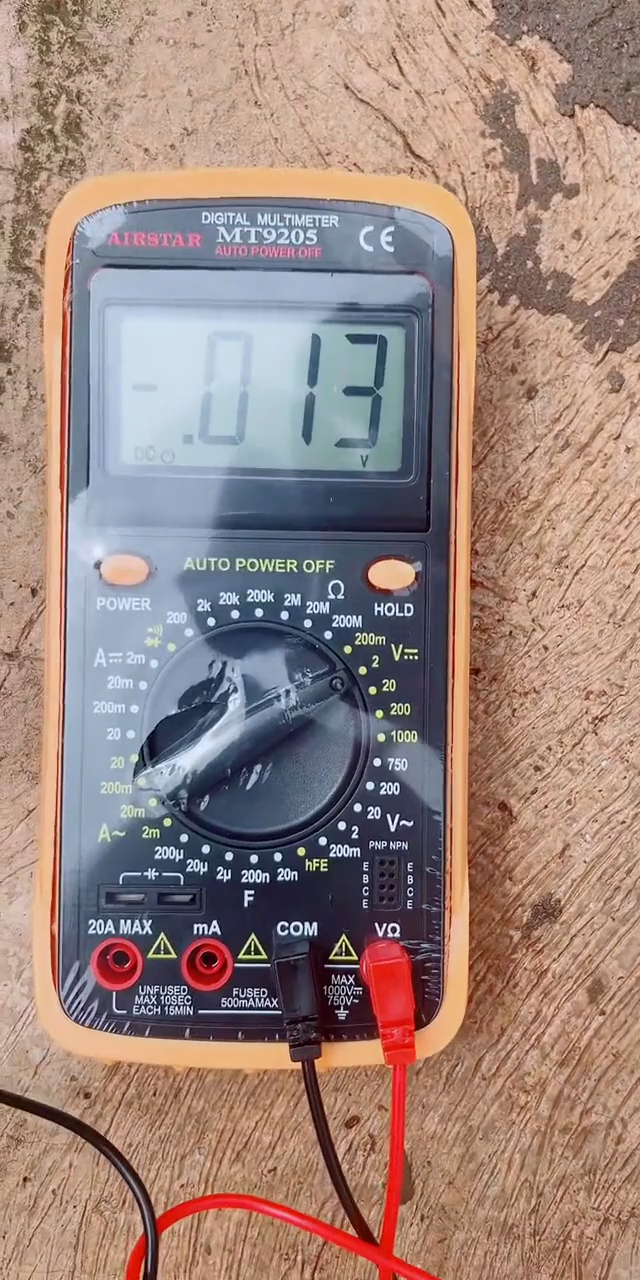 DIGITAL MULTIMETER
AIRSTAR MT9205 CE
AUTO POWER OFF
- .0 13
DC V
AUTO POWER OFF
POWER HOLD
200 2k 20k 200k 2M 20M 200M Ω
A⎓ 2m 20m 200m 20
200m 2 20 200 1000 V⎓
750 200 20 2 200m V~
20 200m 20m 2m A~
200µ 20µ 2µ 200n 20n F
hFE
PNP NPN
E E
B B
C C
E E
20A MAX mA COM VΩ
UNFUSED
MAX 10SEC
EACH 15MIN
FUSED
500mAMAX
MAX
1000V⎓
750V~